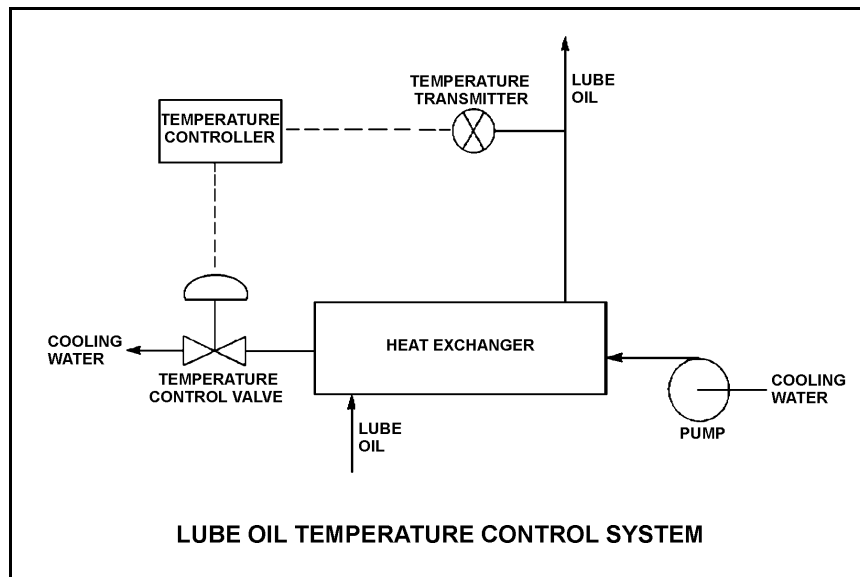 TEMPERATURE
TRANSMITTER
LUBE
OIL
TEMPERATURE
CONTROLLER
COOLING
WATER
TEMPERATURE
CONTROL VALVE
HEAT EXCHANGER
LUBE
OIL
COOLING
WATER
PUMP
LUBE OIL TEMPERATURE CONTROL SYSTEM